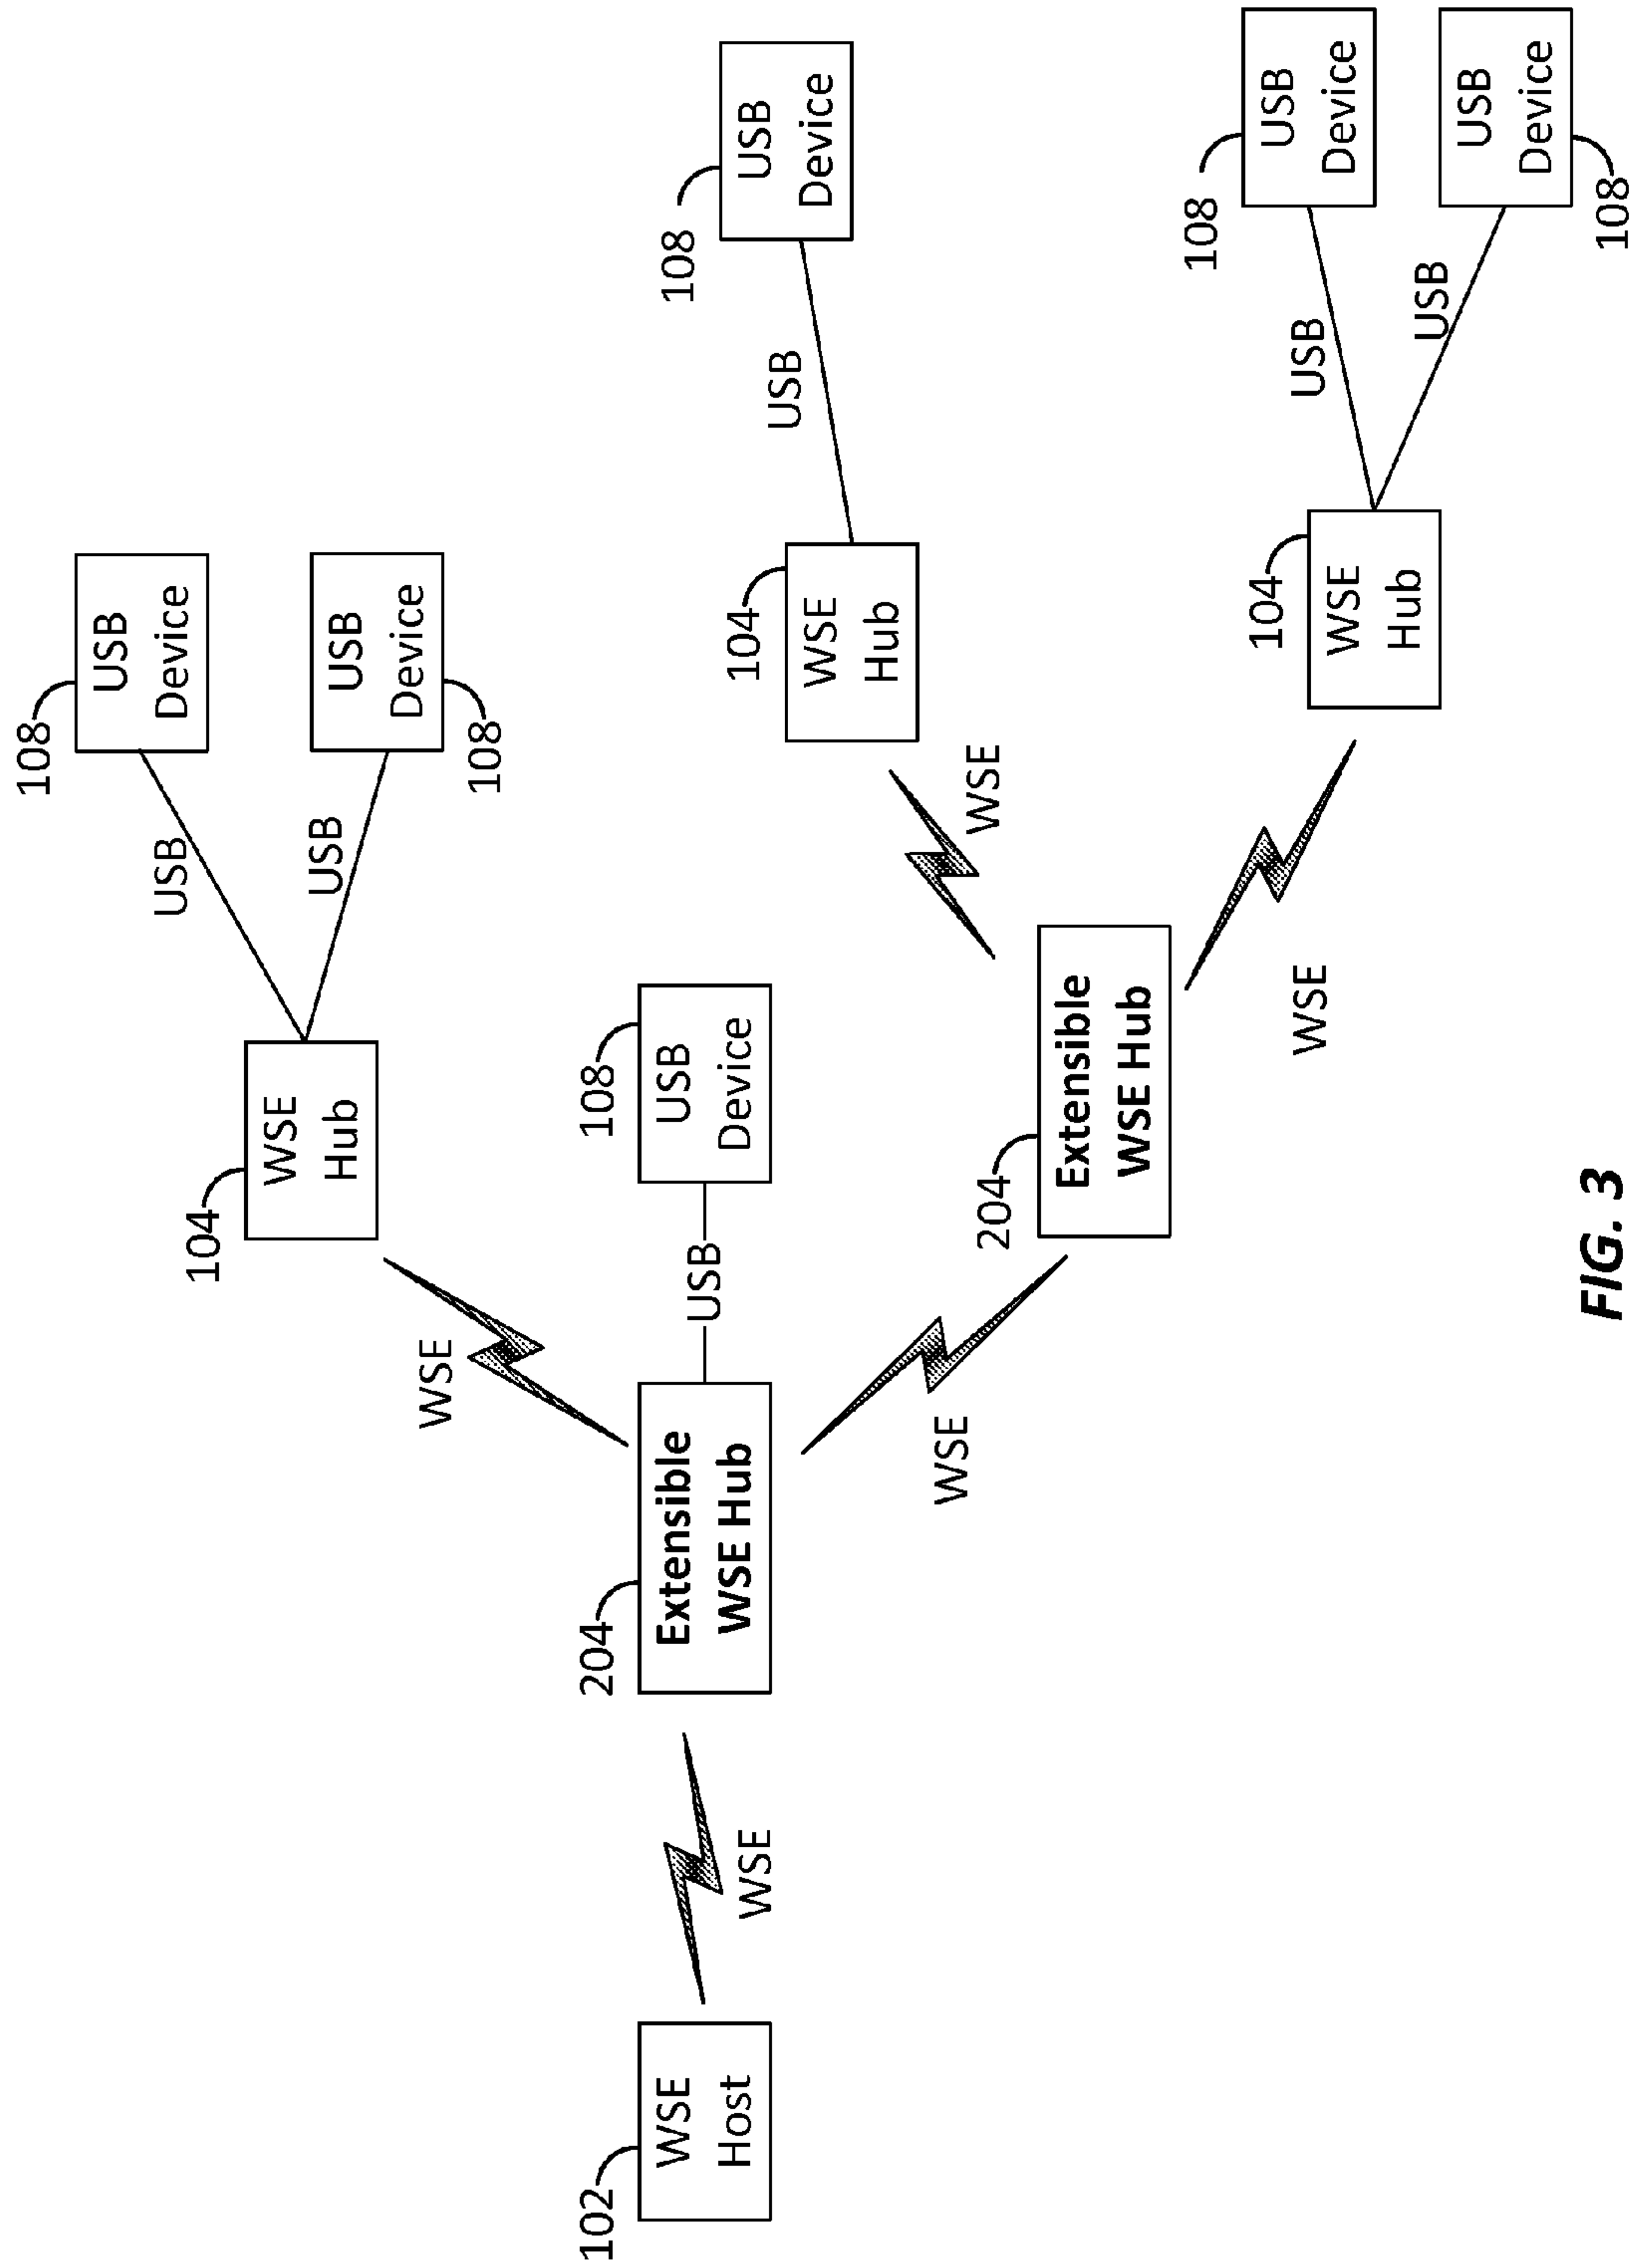 108
USB
Device
USB
Device
108
USB
USB
104
WSE
Hub
WSE
102
WSE
Host
WSE
204
Extensible
WSE Hub
USB
108
USB
Device
WSE
204
Extensible
WSE Hub
WSE
104
WSE
Hub
USB
108
USB
Device
WSE
104
WSE
Hub
USB
108
USB
Device
USB
USB
Device
108
FIG. 3